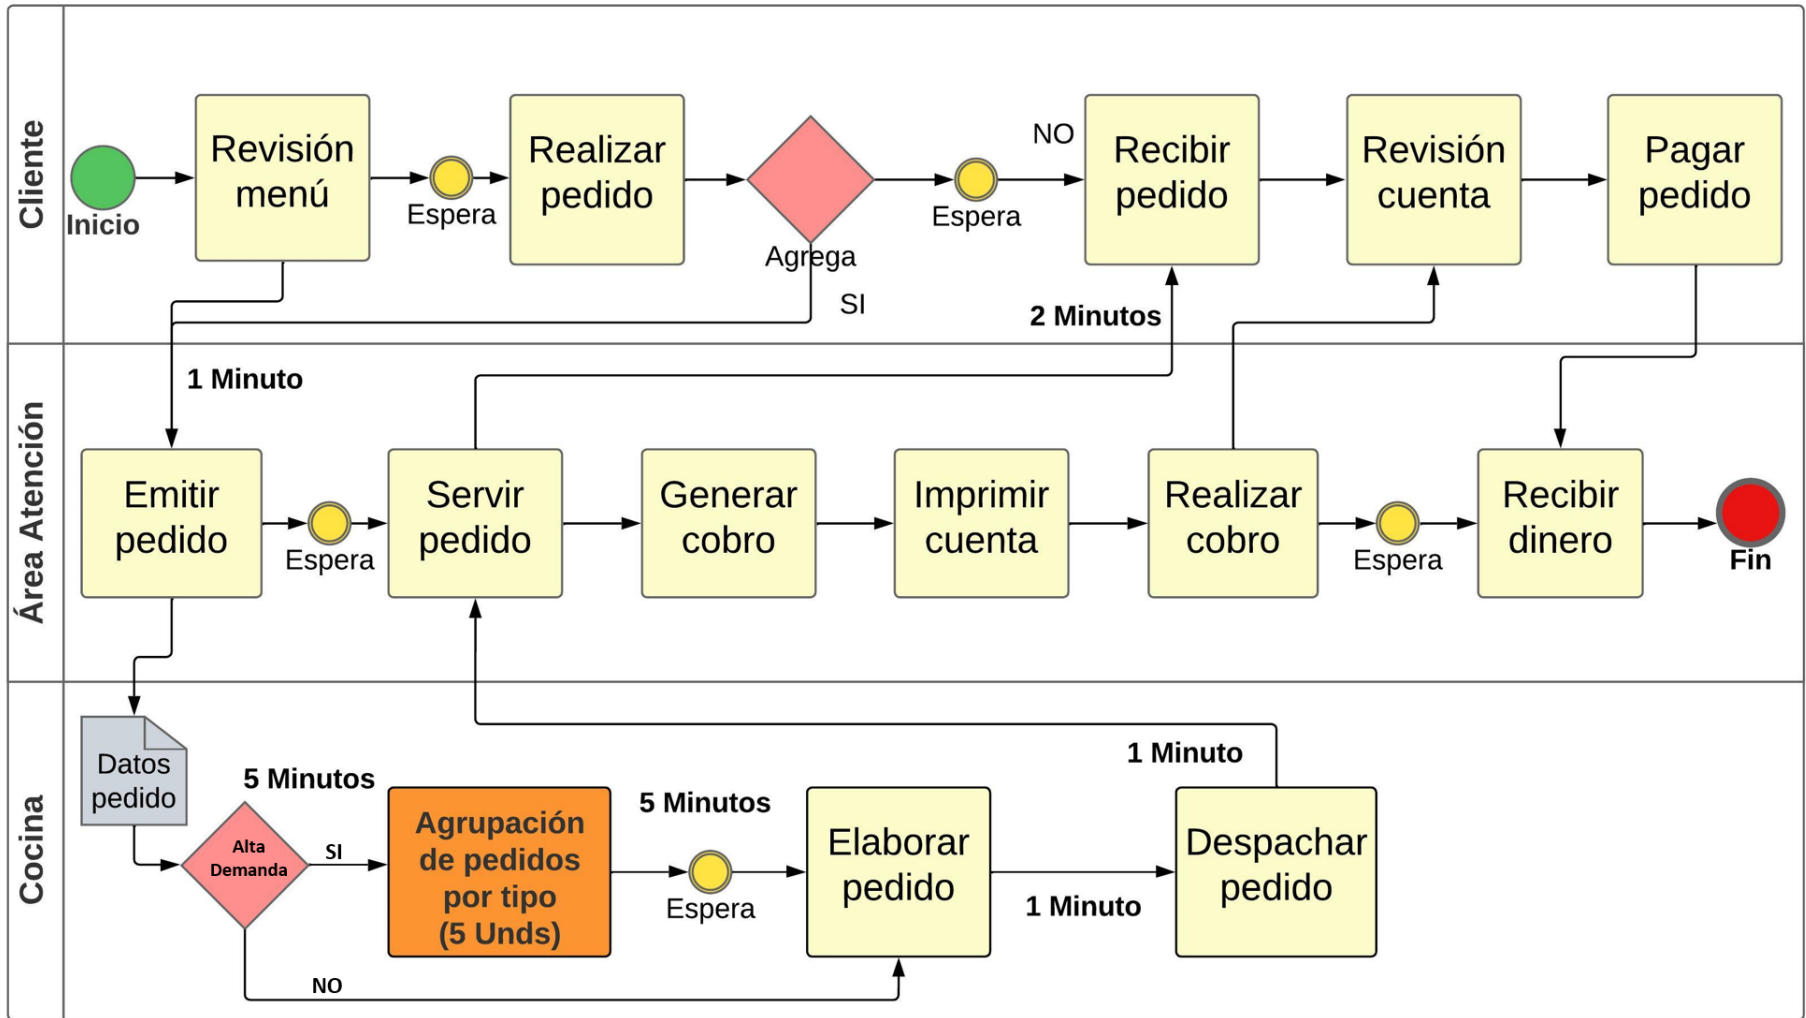 Cliente
Inicio
Revisión
menú
Espera
Realizar
pedido
Agrega
SI
Espera
NO
Recibir
pedido
Revisión
cuenta
Pagar
pedido
2 Minutos
Área Atención
1 Minuto
Emitir
pedido
Espera
Servir
pedido
Generar
cobro
Imprimir
cuenta
Realizar
cobro
Espera
Recibir
dinero
Fin
Cocina
Datos
pedido
Alta
Demanda
5 Minutos
SI
NO
Agrupación
de pedidos
por tipo
(5 Unds)
5 Minutos
Espera
Elaborar
pedido
1 Minuto
Despachar
pedido
1 Minuto